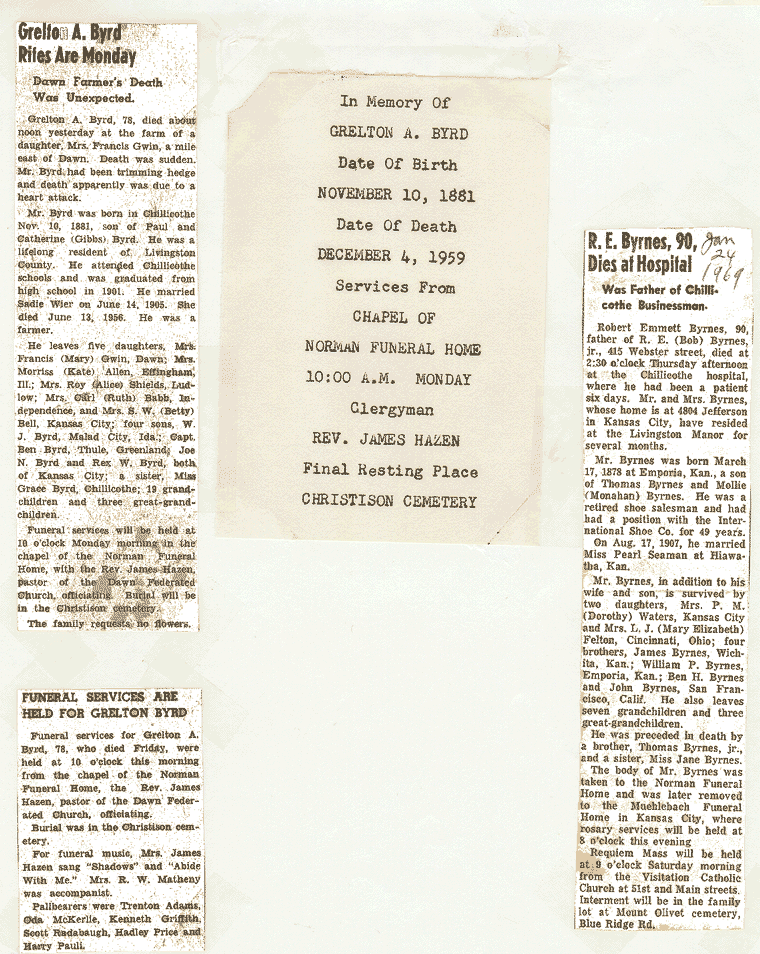 Grelton A. Byrd
Rites Are Monday
Dawn Farmer's Death
Was Unexpected.
Grelton A. Byrd, 78, died about
noon yesterday at the farm of a
daughter, Mrs. Francis Gwin, a mile
east of Dawn. Death was sudden.
Mr. Byrd had been trimming hedge
and death apparently was due to a
heart attack.
Mr. Byrd was born in Chillicothe
Nov. 10, 1881, son of Paul and
Catherine (Gibbs) Byrd. He was a
lifelong resident of Livingston
County. He attended Chillicothe
schools and was graduated from
high school in 1901. He married
Sadie Wier on June 14, 1905. She
died June 13, 1956. He was a
farmer.
He leaves five daughters, Mrs.
Francis (Mary) Gwin, Dawn; Mrs.
Morriss (Kate) Allen, Effingham,
Ill.; Mrs. Roy (Alice) Shields, Lud-
low; Mrs. Carl (Ruth) Babb, In-
dependence, and Mrs. S. W. (Betty)
Bell, Kansas City; four sons, W.
J. Byrd, Malad City, Ida.; Capt.
Ben Byrd, Thule, Greenland; Joe
N. Byrd and Rex W. Byrd, both
of Kansas City; a sister, Miss
Grace Byrd, Chillicothe; 19 grand-
children and three great-grand-
children.
Funeral services will be held at
10 o'clock Monday morning in the
chapel of the Norman Funeral
Home, with the Rev. James Hazen,
pastor of the Dawn Federated
Church, officiating. Burial will be
in the Christison cemetery.
The family requests no flowers.
FUNERAL SERVICES ARE
HELD FOR GRELTON BYRD
Funeral services for Grelton A.
Byrd, 78, who died Friday, were
held at 10 o'clock this morning
from the chapel of the Norman
Funeral Home, the Rev. James
Hazen, pastor of the Dawn Feder-
ated Church, officiating.
Burial was in the Christison cem-
etery.
For funeral music, Mrs. James
Hazen sang "Shadows" and "Abide
With Me." Mrs. R. W. Matheny
was accompanist.
Pallbearers were Trenton Adams,
Oda McKerlie, Kenneth Griffith,
Scott Rudabaugh, Hadley Price and
Harry Pauli.
In Memory Of
GRELTON A. BYRD
Date Of Birth
NOVEMBER 10, 1881
Date Of Death
DECEMBER 4, 1959
Services From
CHAPEL OF
NORMAN FUNERAL HOME
10:00 A.M. MONDAY
Clergyman
REV. JAMES HAZEN
Final Resting Place
CHRISTISON CEMETERY
R. E. Byrnes, 90,
Dies at Hospital
Jan
24
1969
Was Father of Chilli-
cothe Businessman.
Robert Emmett Byrnes, 90,
father of R. E. (Bob) Byrnes,
jr., 415 Webster street, died at
2:30 o'clock Thursday afternoon
at the Chillicothe hospital,
where he had been a patient
six days. Mr. and Mrs. Byrnes,
whose home is at 4804 Jefferson
in Kansas City, have resided
at the Livingston Manor for
several months.
Mr. Byrnes was born March
17, 1878 at Emporia, Kan., a son
of Thomas Byrnes and Mollie
(Monahan) Byrnes. He was a
retired shoe salesman and had
had a position with the Inter-
national Shoe Co. for 49 years.
On Aug. 17, 1907, he married
Miss Pearl Seaman at Hiawa-
tha, Kan.
Mr. Byrnes, in addition to his
wife and son, is survived by
two daughters, Mrs. P. M.
(Dorothy) Waters, Kansas City
and Mrs. L. J. (Mary Elizabeth)
Felton, Cincinnati, Ohio; four
brothers, James Byrnes, Wich-
ita, Kan.; William P. Byrnes,
Emporia, Kan.; Ben H. Byrnes
and John Byrnes, San Fran-
cisco, Calif. He also leaves
seven grandchildren and three
great-grandchildren.
He was preceded in death by
a brother, Thomas Byrnes, jr.,
and a sister, Miss Jane Byrnes.
The body of Mr. Byrnes was
taken to the Norman Funeral
Home and was later removed
to the Muehlebach Funeral
Home in Kansas City, where
rosary services will be held at
8 o'clock this evening
Requiem Mass will be held
at 9 o'clock Saturday morning
from the Visitation Catholic
Church at 51st and Main streets.
Interment will be in the family
lot at Mount Olivet cemetery,
Blue Ridge Rd.